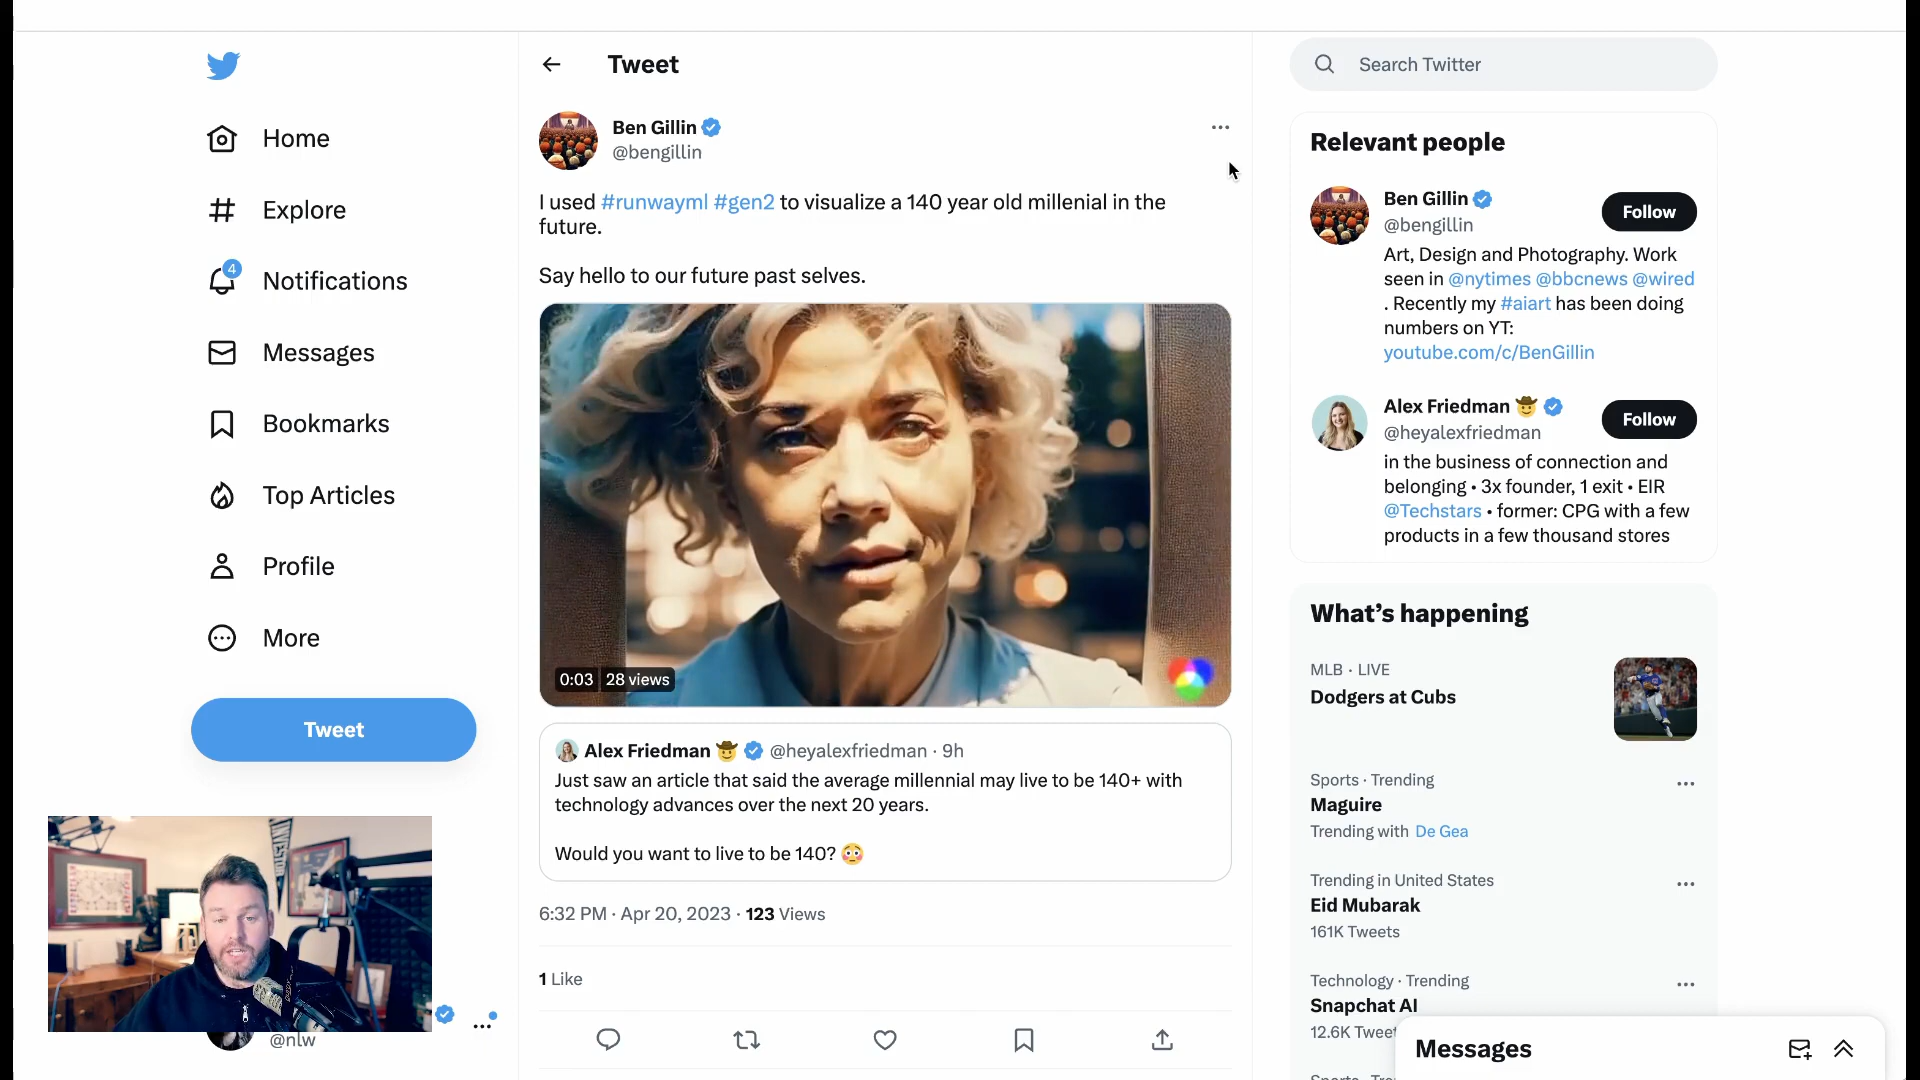 Home
Explore
4
Notifications
Messages
Bookmarks
Top Articles
Profile
More
Tweet
@nlw
Tweet
Ben Gillin
@bengillin
I used #runwayml #gen2 to visualize a 140 year old millenial in the
future.
Say hello to our future past selves.
0:03 28 views
Alex Friedman 🤠 @heyalexfriedman · 9h
Just saw an article that said the average millennial may live to be 140+ with
technology advances over the next 20 years.
Would you want to live to be 140? 😳
6:32 PM · Apr 20, 2023 · 123 Views
1 Like
Search Twitter
Relevant people
Ben Gillin
Follow
@bengillin
Art, Design and Photography. Work
seen in @nytimes @bbcnews @wired
. Recently my #aiart has been doing
numbers on YT:
youtube.com/c/BenGillin
Alex Friedman 🤠
Follow
@heyalexfriedman
in the business of connection and
belonging • 3x founder, 1 exit • EIR
@Techstars • former: CPG with a few
products in a few thousand stores
What's happening
MLB · LIVE
Dodgers at Cubs
Sports · Trending
Maguire
Trending with De Gea
Trending in United States
Eid Mubarak
161K Tweets
Technology · Trending
Snapchat AI
12.6K Tweet
Messages